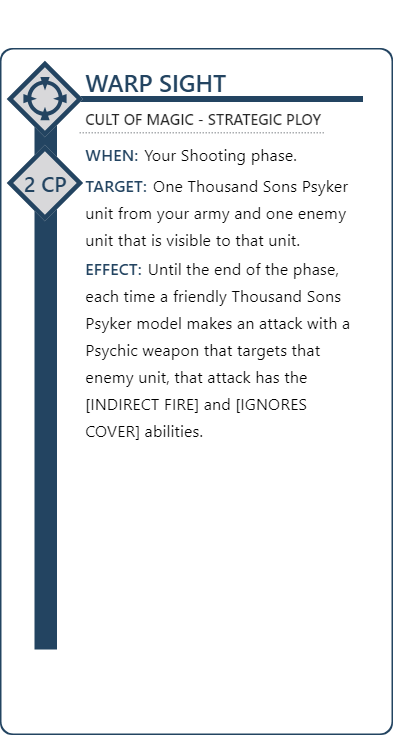 WARP SIGHT
CULT OF MAGIC - STRATEGIC PLOY
WHEN: Your Shooting phase.
2 CP
TARGET: One Thousand Sons Psyker
unit from your army and one enemy
unit that is visible to that unit.
EFFECT: Until the end of the phase,
each time a friendly Thousand Sons
Psyker model makes an attack with a
Psychic weapon that targets that
enemy unit, that attack has the
[INDIRECT FIRE] and [IGNORES
COVER] abilities.